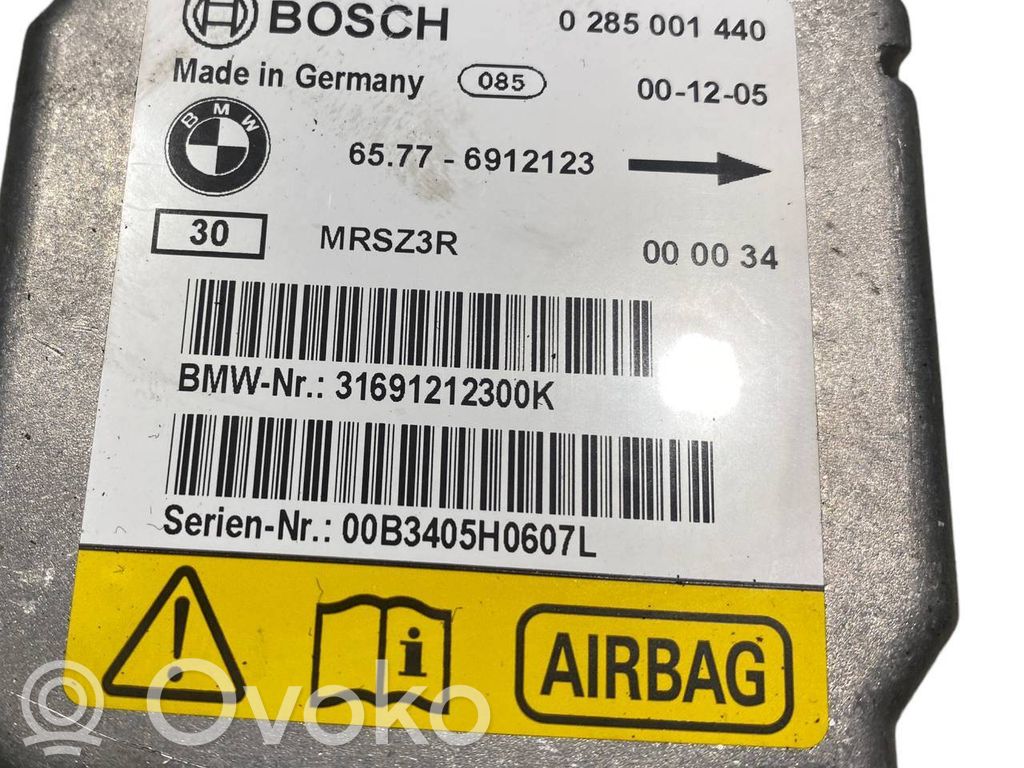 BOSCH 0 285 001 440
Made in Germany 085 00-12-05
BMW
65.77 - 6912123
30 MRSZ3R 00 00 34
BMW-Nr.: 31691212300K
Serien-Nr.: 00B3405H0607L
i AIRBAG
Ovoko